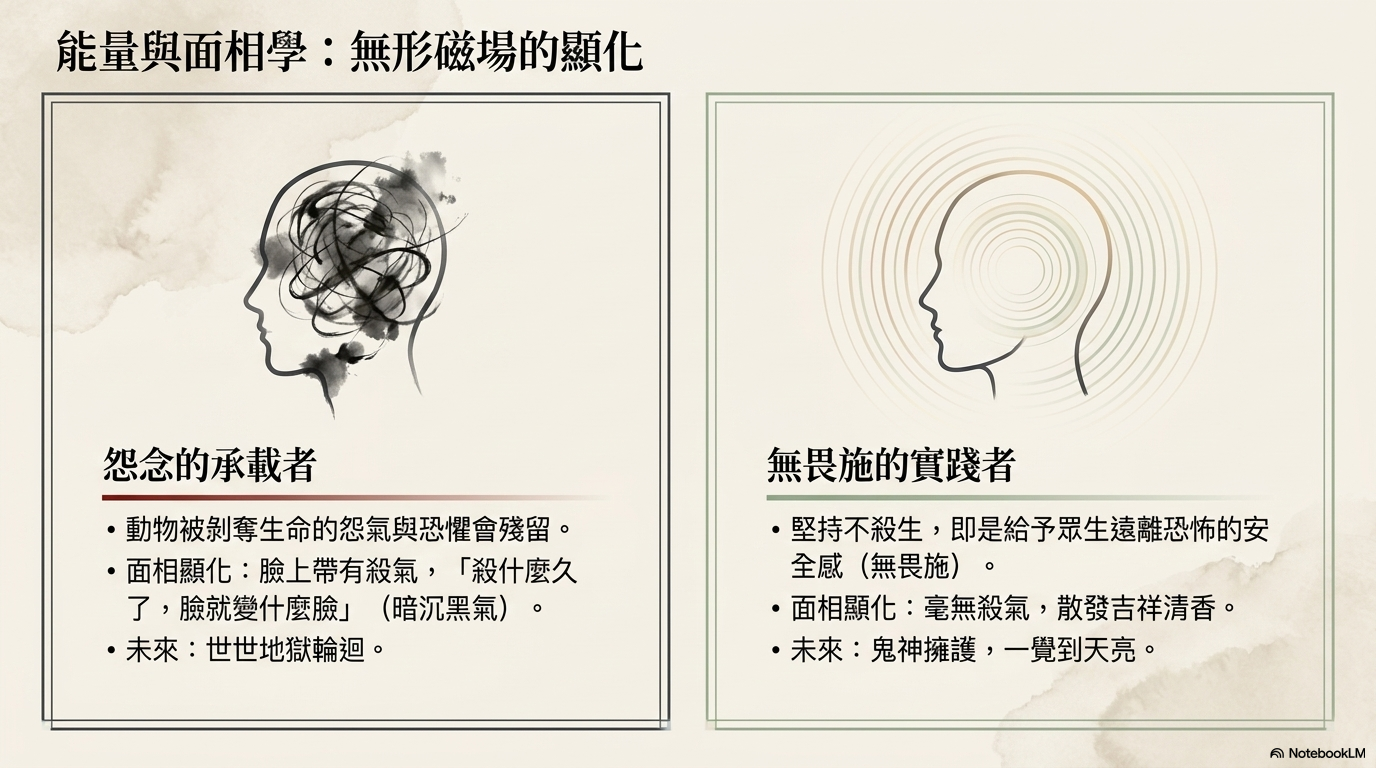 能量與面相學：無形磁場的顯化
怨念的承載者
• 動物被剝奪生命的怨氣與恐懼會殘留。
• 面相顯化：臉上帶有殺氣，「殺什麼久
了，臉就變什麼臉」（暗沉黑氣）。
• 未來：世世地獄輪迴。
無畏施的實踐者
• 堅持不殺生，即是給予眾生遠離恐怖的安
全感（無畏施）。
• 面相顯化：毫無殺氣，散發吉祥清香。
• 未來：鬼神擁護，一覺到天亮。
NotebookLM